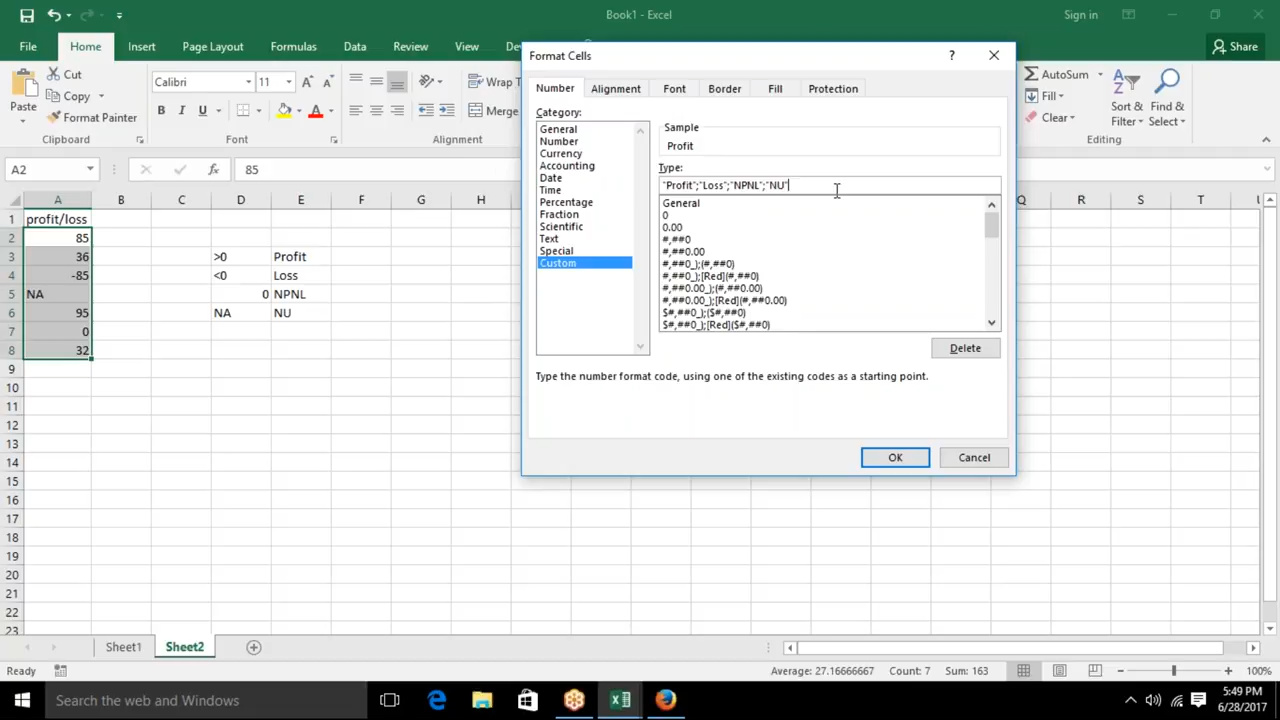 Book1 - Excel
Sign in
File Home Insert Page Layout Formulas Data Review View De
Share
Paste
Cut
Copy
Format Painter
Clipboard
Calibri 11
B I U
Font
Wrap T
Merge
Alignment
AutoSum
Fill
Clear
Sort & Filter
Find & Select
Editing
A2
fx
85
A B C D E F G H Q R S T
1 profit/loss
2 85
3 36 >0 Profit
4 -85 <0 Loss
5 NA 0 NPNL
6 95 NA NU
7 0
8 32
9
10
11
12
13
14
15
16
17
18
19
20
21
22
23
Format Cells
?
Number Alignment Font Border Fill Protection
Category:
General
Number
Currency
Accounting
Date
Time
Percentage
Fraction
Scientific
Text
Special
Custom
Sample
Profit
Type:
"Profit";"Loss";"NPNL";"NU"
General
0
0.00
#,##0
#,##0.00
#,##0_);(#,##0)
#,##0_);[Red](#,##0)
#,##0.00_);(#,##0.00)
#,##0.00_);[Red](#,##0.00)
$#,##0_);($#,##0)
$#,##0_);[Red]($#,##0)
Delete
Type the number format code, using one of the existing codes as a starting point.
OK
Cancel
Sheet1 Sheet2
Ready
Average: 27.16666667 Count: 7 Sum: 163
100%
Search the web and Windows
5:49 PM
6/28/2017